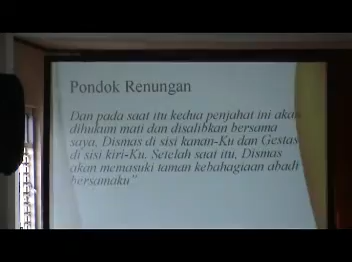 Pondok Renungan
Dan pada saat itu kedua penjahat ini akan
dihukum mati dan disalibkan bersama
saya, Dismas di sisi kanan-Ku dan Gestas
di sisi kiri-Ku. Setelah saat itu, Dismas
akan memasuki taman kebahagiaan abadi
bersamaku”